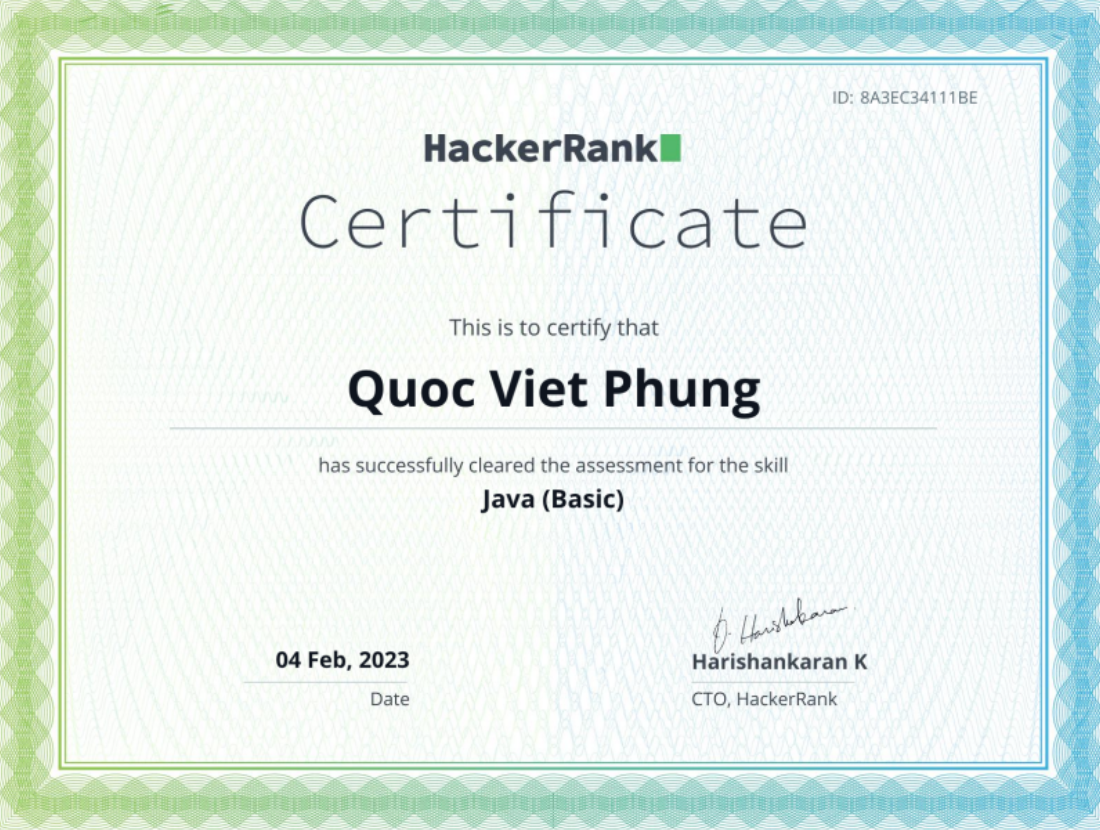 ID: 8A3EC34111BE
HackerRank
Certificate
This is to certify that
Quoc Viet Phung
has successfully cleared the assessment for the skill
Java (Basic)
04 Feb, 2023
Date
Harishankaran K
CTO, HackerRank